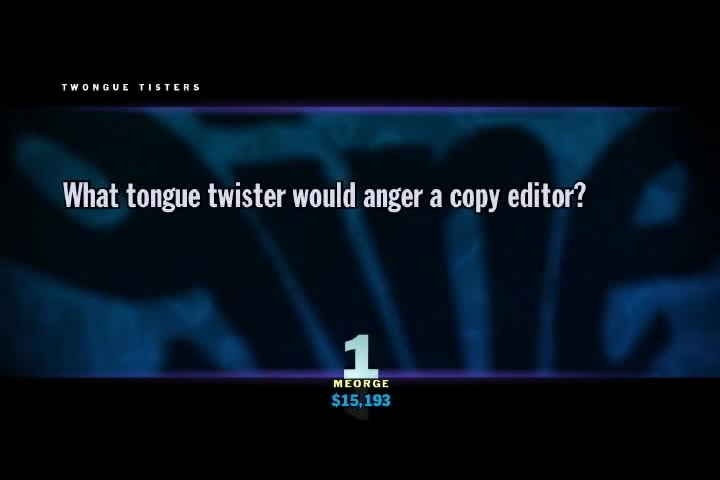 TWONGUE TISTERS
What tongue twister would anger a copy editor?
1
MEORGE
$15,193